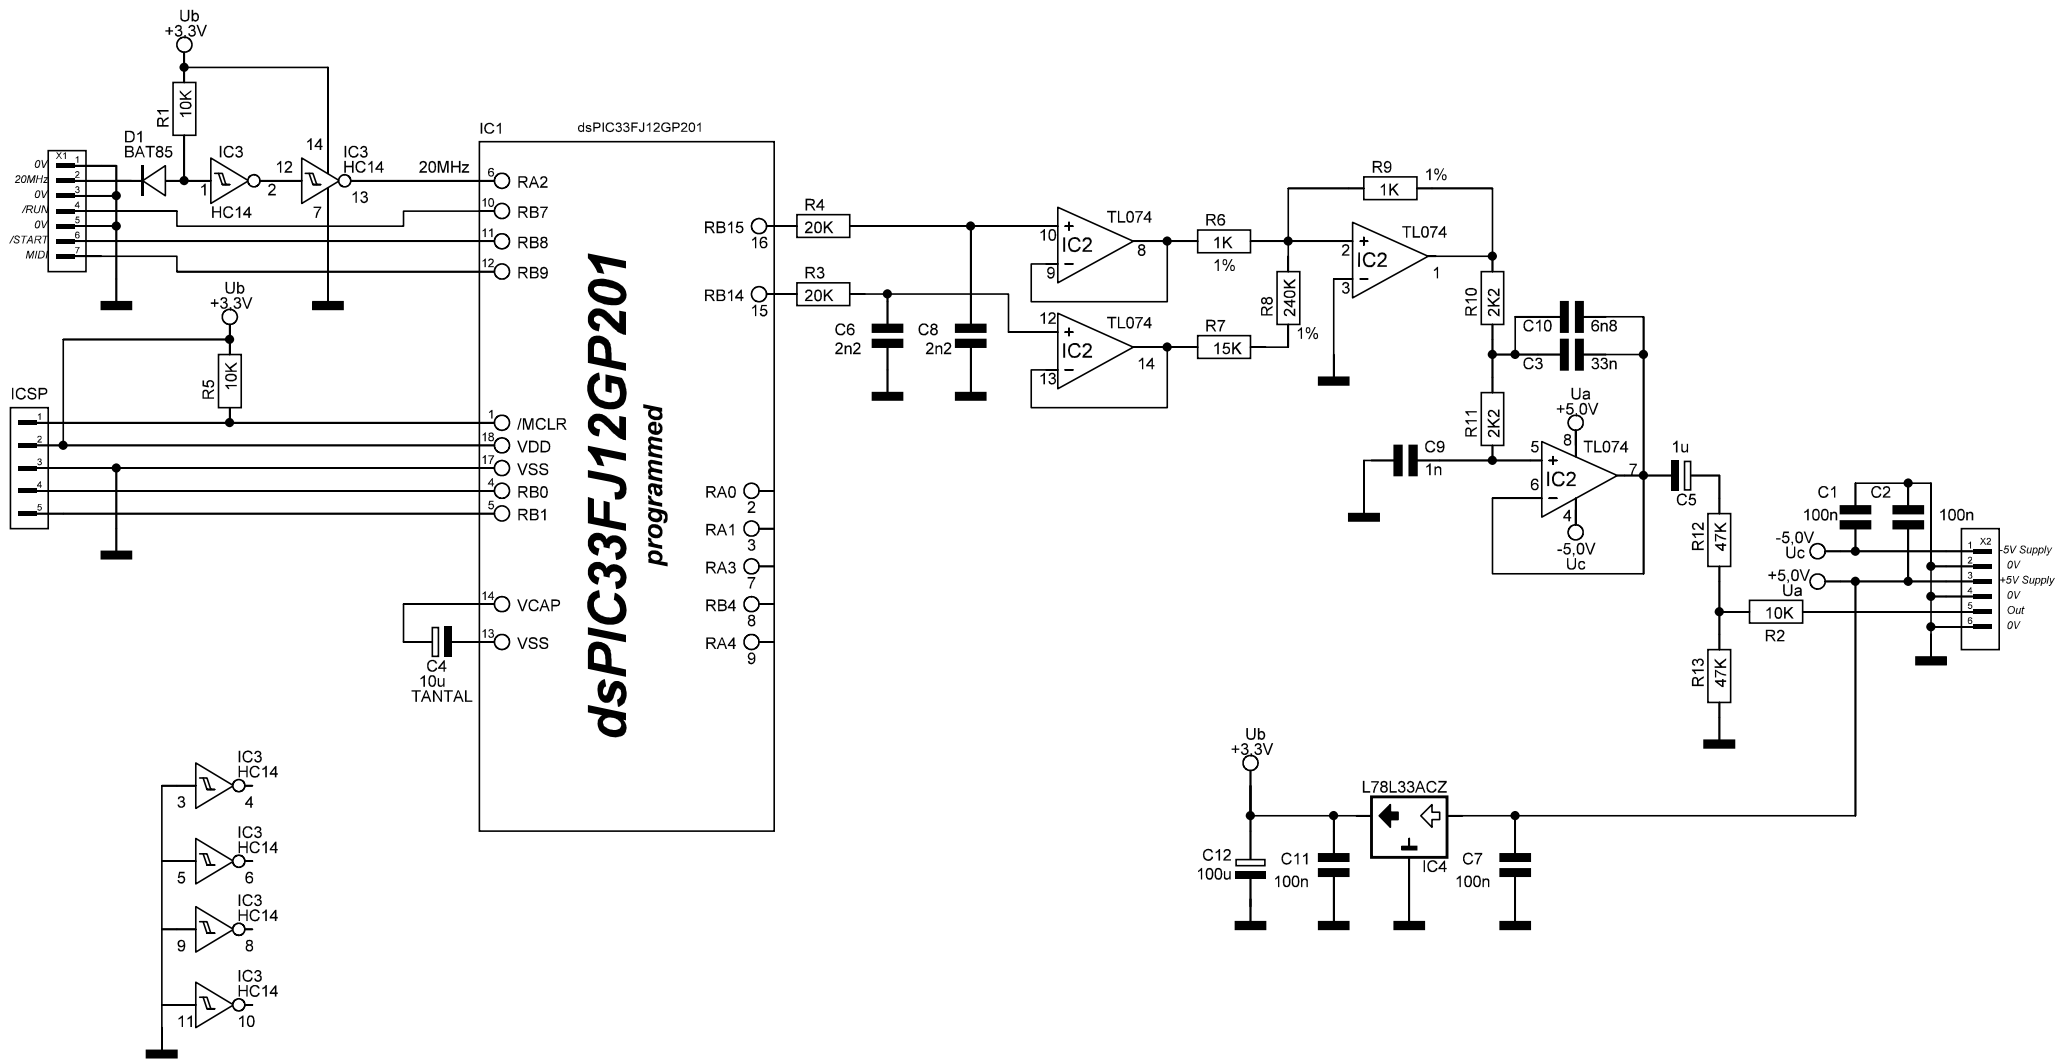 Ub
+3,3V
R1
10K
D1
BAT85
IC3
HC14
1
2
12
14
IC3
HC14
13
7
20MHz
X1
0V 1
20MHz 2
0V 3
/RUN 4
0V 5
/START 6
MIDI 7
IC1
dsPIC33FJ12GP201
6 RA2
10 RB7
11 RB8
12 RB9
Ub
+3,3V
R5
10K
ICSP
1
2
3
4
5
1 /MCLR
18 VDD
17 VSS
4 RB0
5 RB1
14 VCAP
13 VSS
C4
10u
TANTAL
dsPIC33FJ12GP201
programmed
RB15
16
RB14
15
RA0
2
RA1
3
RA3
7
RB4
8
RA4
9
R4
20K
R3
20K
C6
2n2
C8
2n2
TL074
10 +
IC2
9 −
8
TL074
12 +
IC2
13 −
14
R6
1K
1%
R7
15K
R8
240K
1%
R9
1K
1%
TL074
2 +
IC2
3 −
1
R10
2K2
C10
6n8
C3
33n
R11
2K2
C9
1n
Ua
+5,0V
8
TL074
5 +
IC2
6 −
7
4
-5,0V
Uc
1u
C5
R12
47K
R13
47K
10K
R2
C1
100n
C2
100n
-5,0V
Uc
+5,0V
Ua
X2
1 -5V Supply
2 0V
3 +5V Supply
4 0V
5 Out
6 0V
Ub
+3,3V
L78L33ACZ
IC4
C12
100u
C11
100n
C7
100n
IC3
HC14
3
4
IC3
HC14
5
6
IC3
HC14
9
8
IC3
HC14
11
10